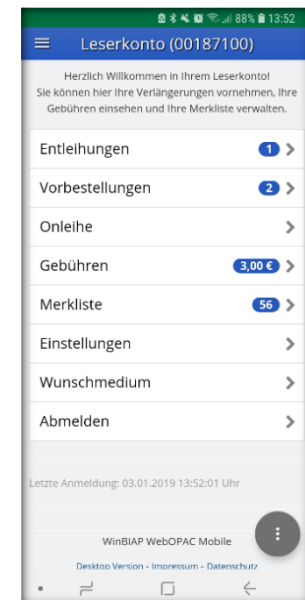 88% 13:52
Leserkonto (00187100)
Herzlich Willkommen in Ihrem Leserkonto!
Sie können hier Ihre Verlängerungen vornehmen, Ihre
Gebühren einsehen und Ihre Merkliste verwalten.
Entleihungen 1
Vorbestellungen 2
Onleihe
Gebühren 3,00 €
Merkliste 56
Einstellungen
Wunschmedium
Abmelden
Letzte Anmeldung: 03.01.2019 13:52:01 Uhr
WinBIAP WebOPAC Mobile
Desktop Version - Impressum - Datenschutz